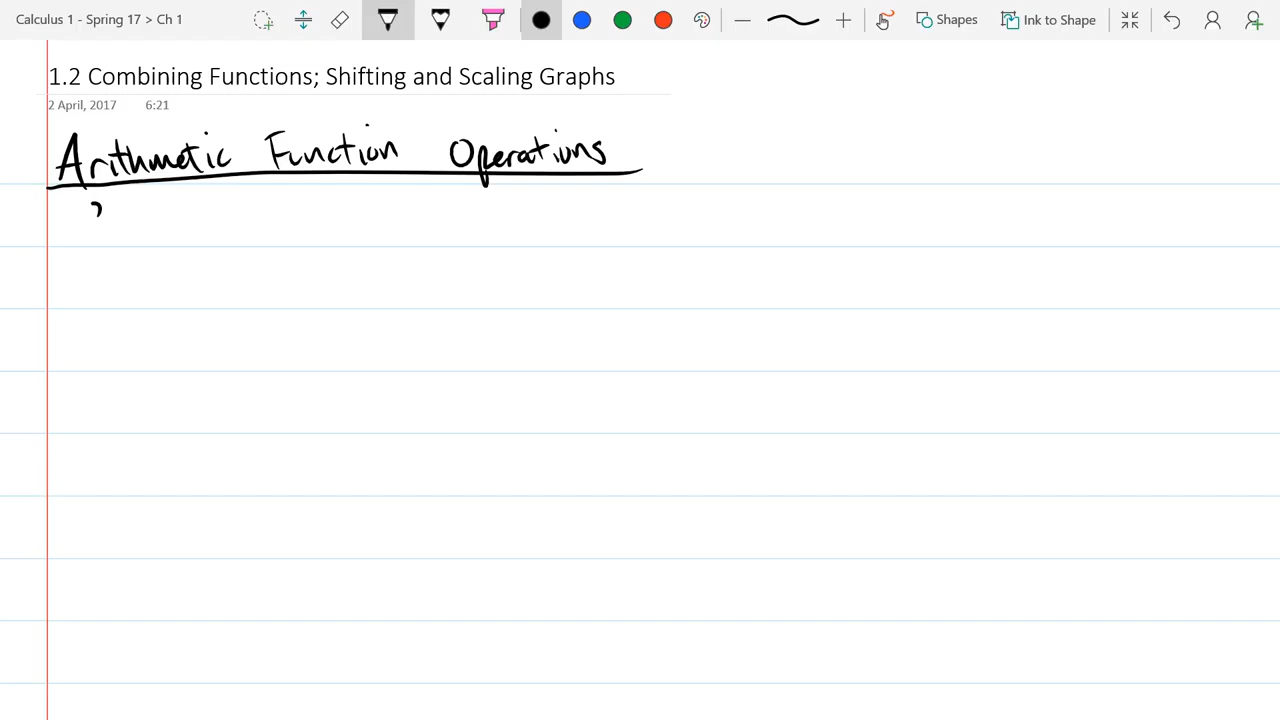 Calculus 1 - Spring 17 > Ch 1
Shapes
Ink to Shape
1.2 Combining Functions; Shifting and Scaling Graphs
2 April, 2017 6:21
Arithmetic Function Operations